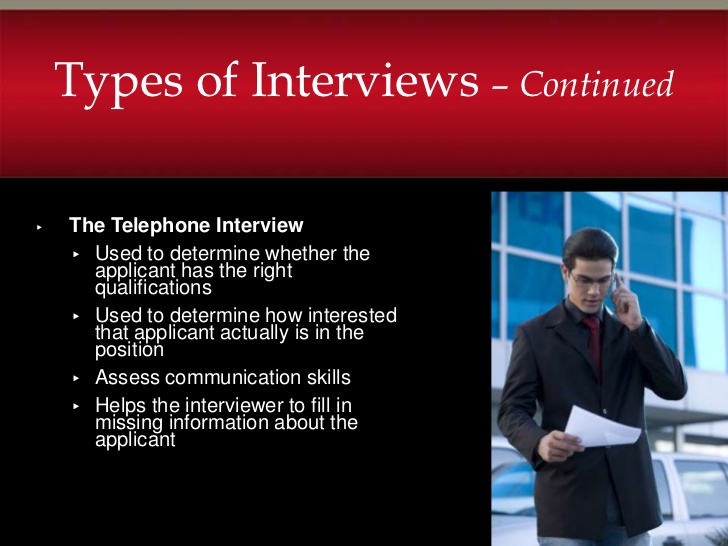 Types of Interviews – Continued
The Telephone Interview
Used to determine whether the
applicant has the right
qualifications
Used to determine how interested
that applicant actually is in the
position
Assess communication skills
Helps the interviewer to fill in
missing information about the
applicant